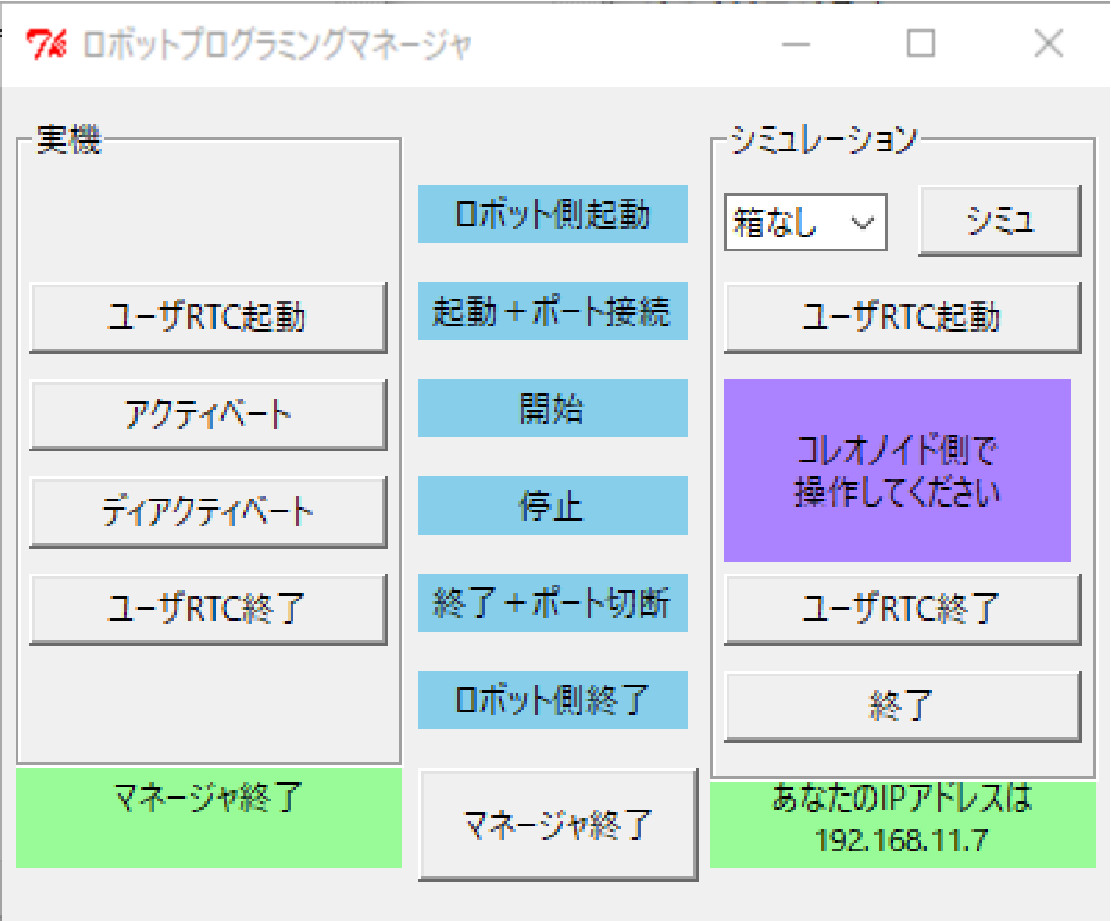 ロボットプログラミングマネージャ
実機
ユーザRTC起動
アクティベート
ディアクティベート
ユーザRTC終了
マネージャ終了
ロボット側起動
起動+ポート接続
開始
停止
終了+ポート切断
ロボット側終了
マネージャ終了
シミュレーション
箱なし
シミュ
ユーザRTC起動
コレオノイド側で
操作してください
ユーザRTC終了
終了
あなたのIPアドレスは
192.168.11.7